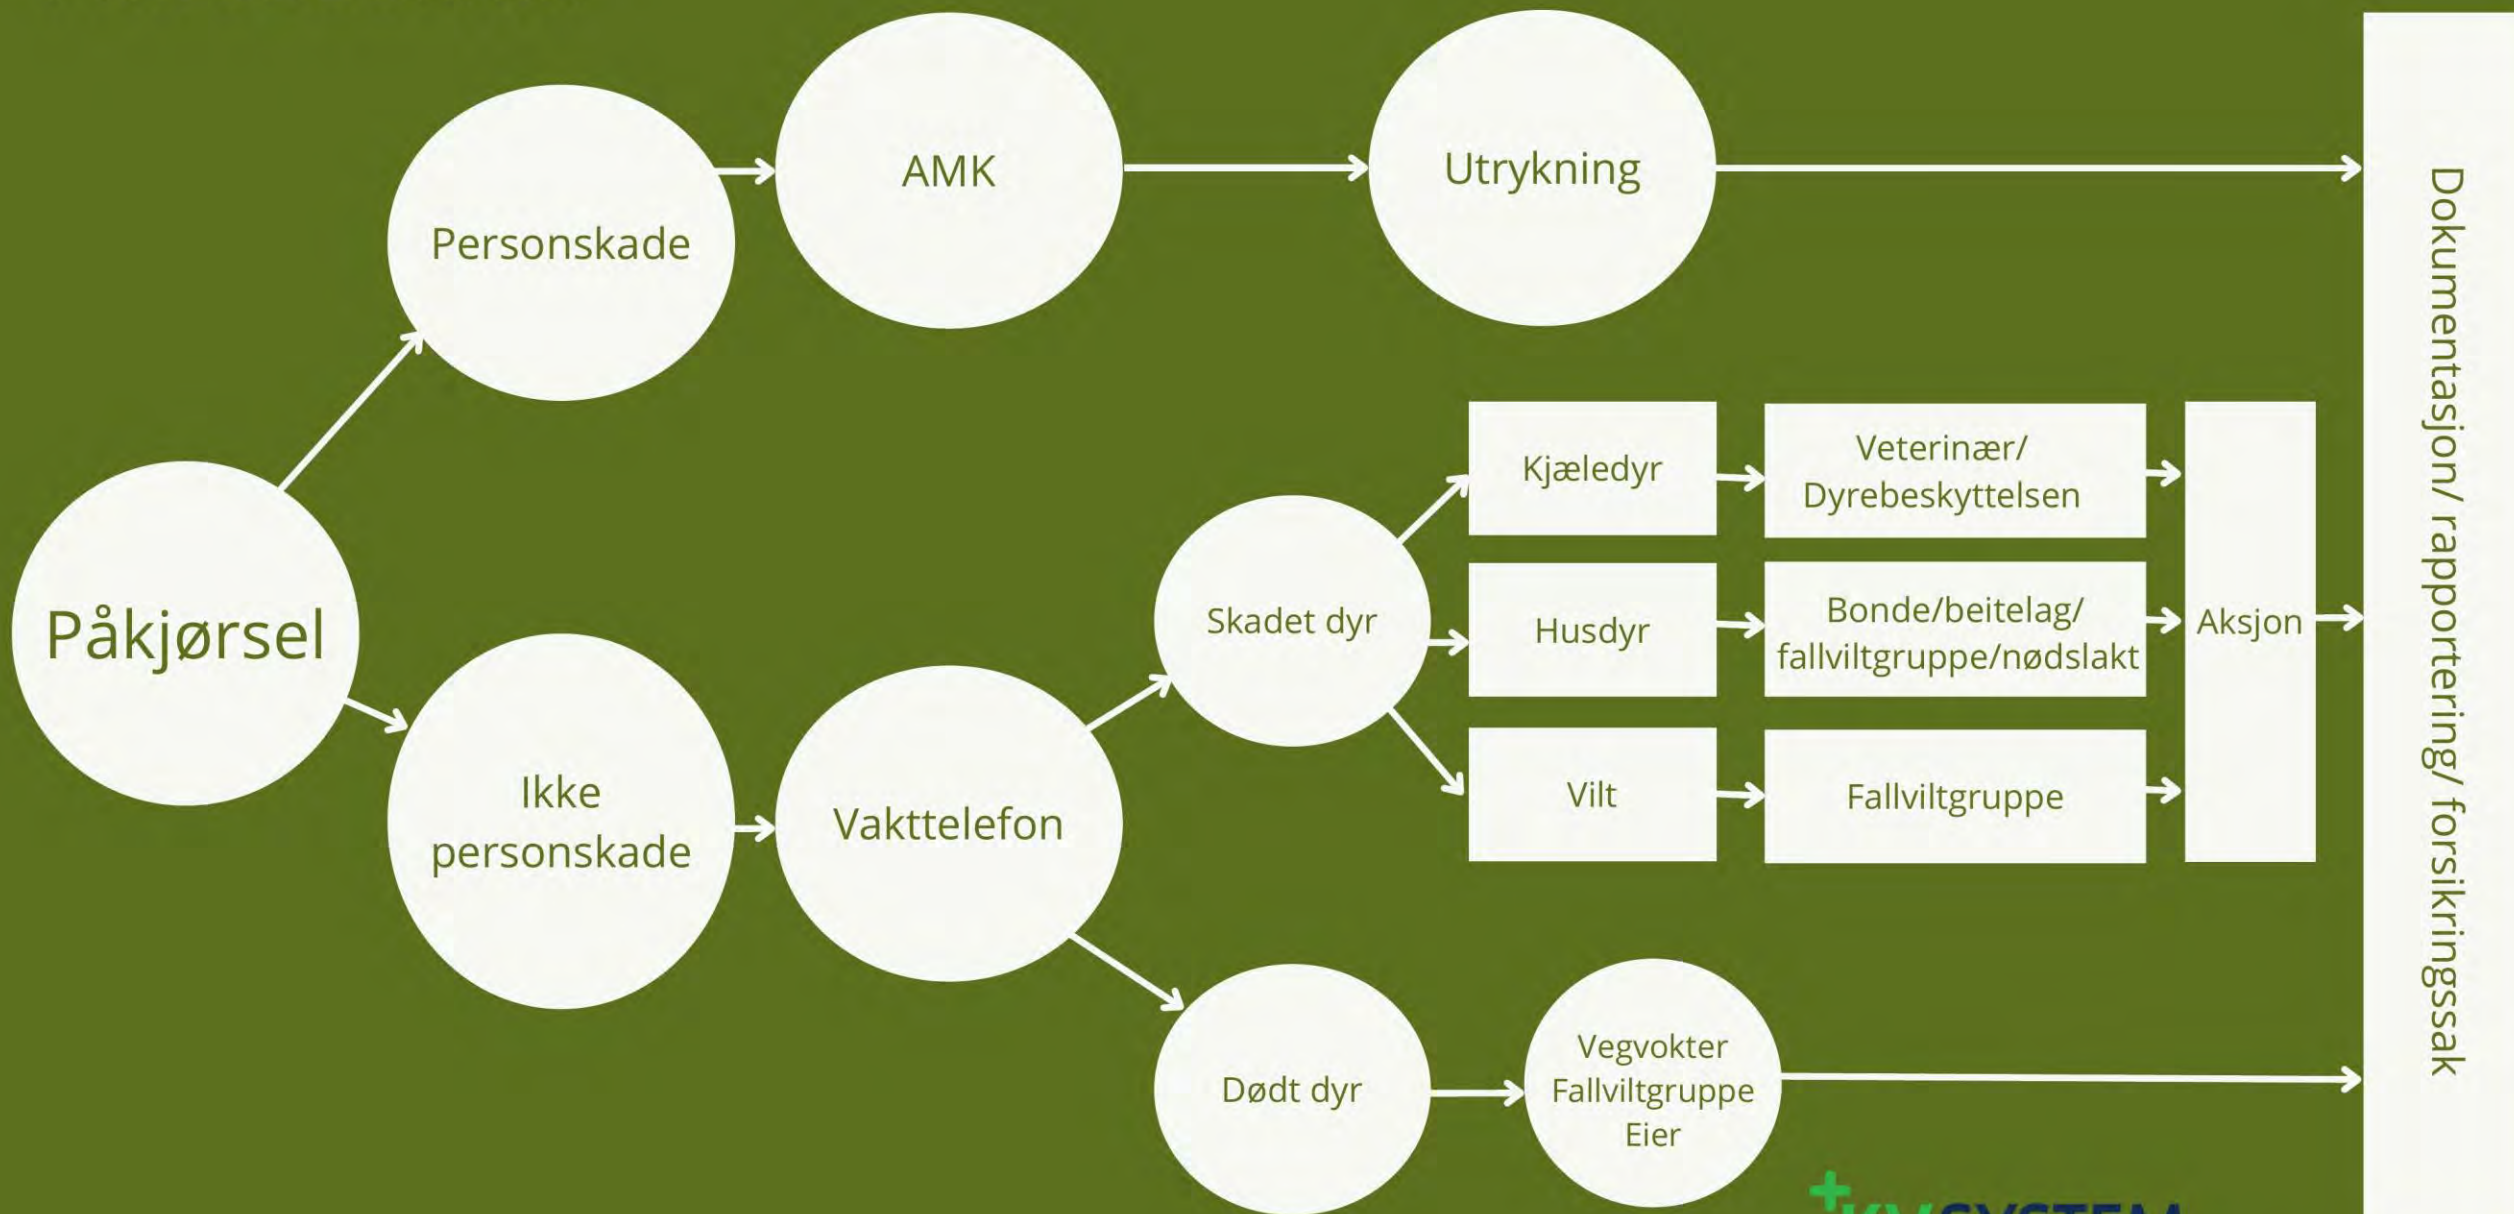 Påkjørsel
Personskade
AMK
Utrykning
Ikke
personskade
Vakttelefon
Skadet dyr
Kjæledyr
Veterinær/
Dyrebeskyttelsen
Husdyr
Bonde/beitelag/
fallviltgruppe/nødslakt
Vilt
Fallviltgruppe
Aksjon
Dødt dyr
Vegvokter
Fallviltgruppe
Eier
Dokumentasjon/ rapportering/ forsikringssak
KVSYSTEM